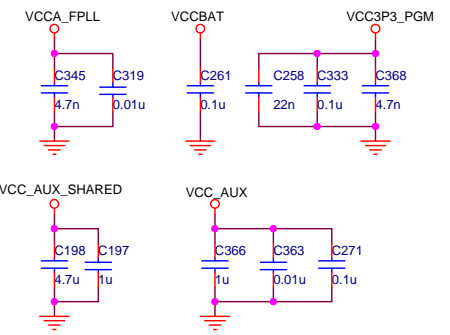 VCCA_FPLL VCCBAT VCC3P3_PGM
C345 C319 C261 C258 C333 C368
4.7n 0.01u 0.1u 22n 0.1u 4.7n
VCC_AUX_SHARED VCC_AUX
C198 C197 C366 C363 C271
4.7u 1u 1u 0.01u 0.1u